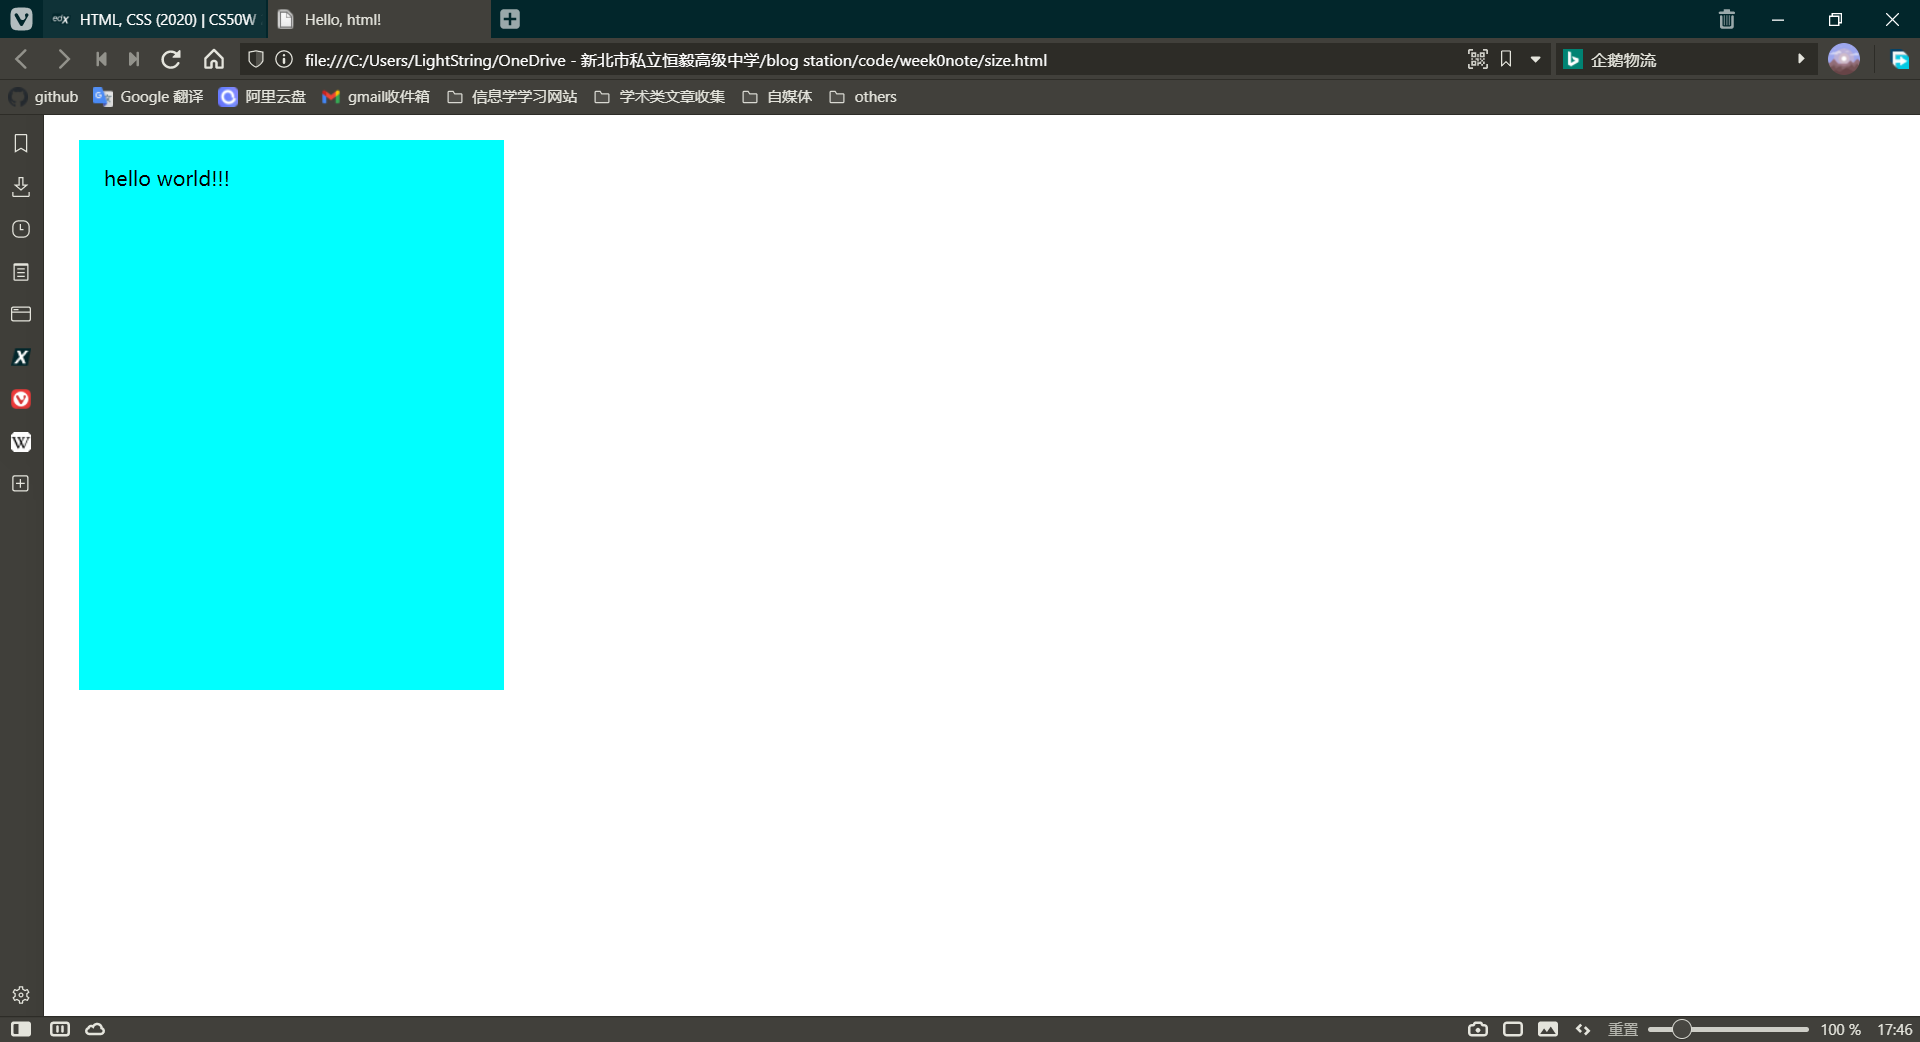 HTML, CSS (2020) | CS50W
Hello, html!
file:///C:/Users/LightString/OneDrive - 新北市私立恒毅高级中学/blog station/code/week0note/size.html
企鹅物流
github
Google 翻译
阿里云盘
gmail收件箱
信息学学习网站
学术类文章收集
自媒体
others
hello world!!!
重置
100 %
17:46